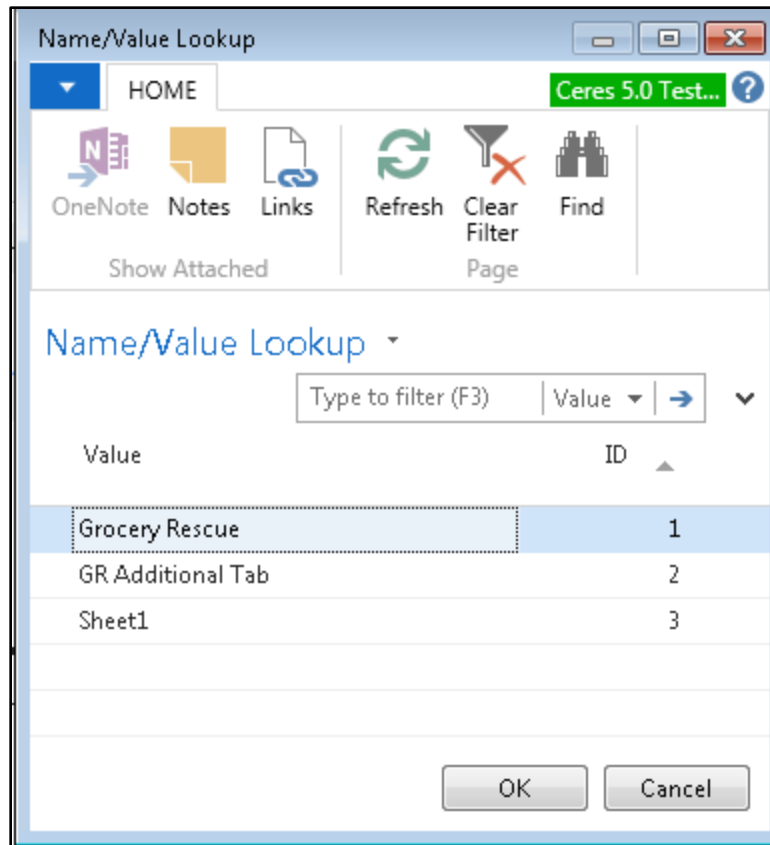 Name/Value Lookup
HOME
Ceres 5.0 Test... ?
OneNote Notes Links Refresh Clear Filter Find
Show Attached Page
Name/Value Lookup
Type to filter (F3) Value
Value ID
Grocery Rescue 1
GR Additional Tab 2
Sheet1 3
OK Cancel